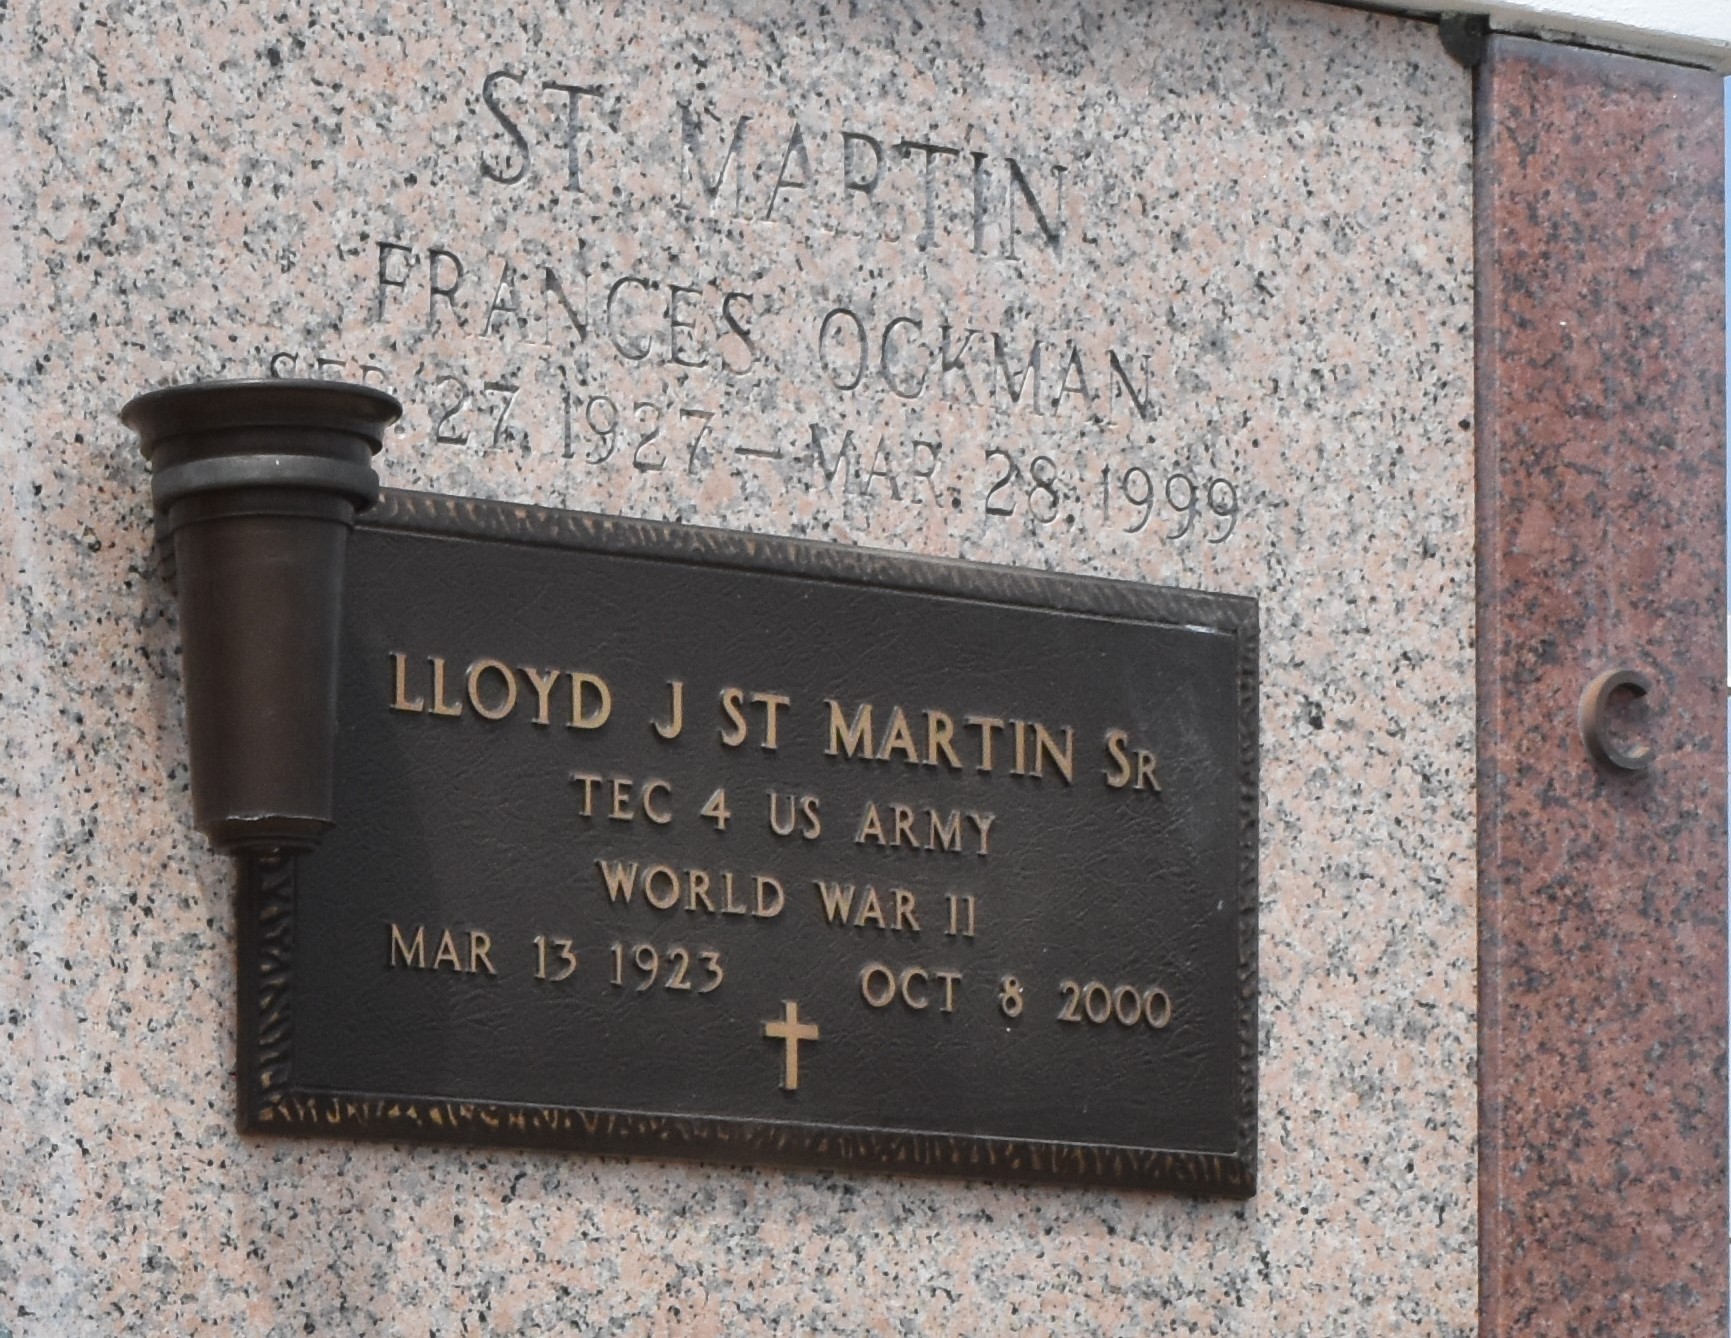 ST MARTIN
FRANCES OCKMAN
27 1927 — MAR. 28, 1999
LLOYD J ST MARTIN SR
TEC 4 US ARMY
WORLD WAR II
MAR 13 1923 OCT 8 2000
C